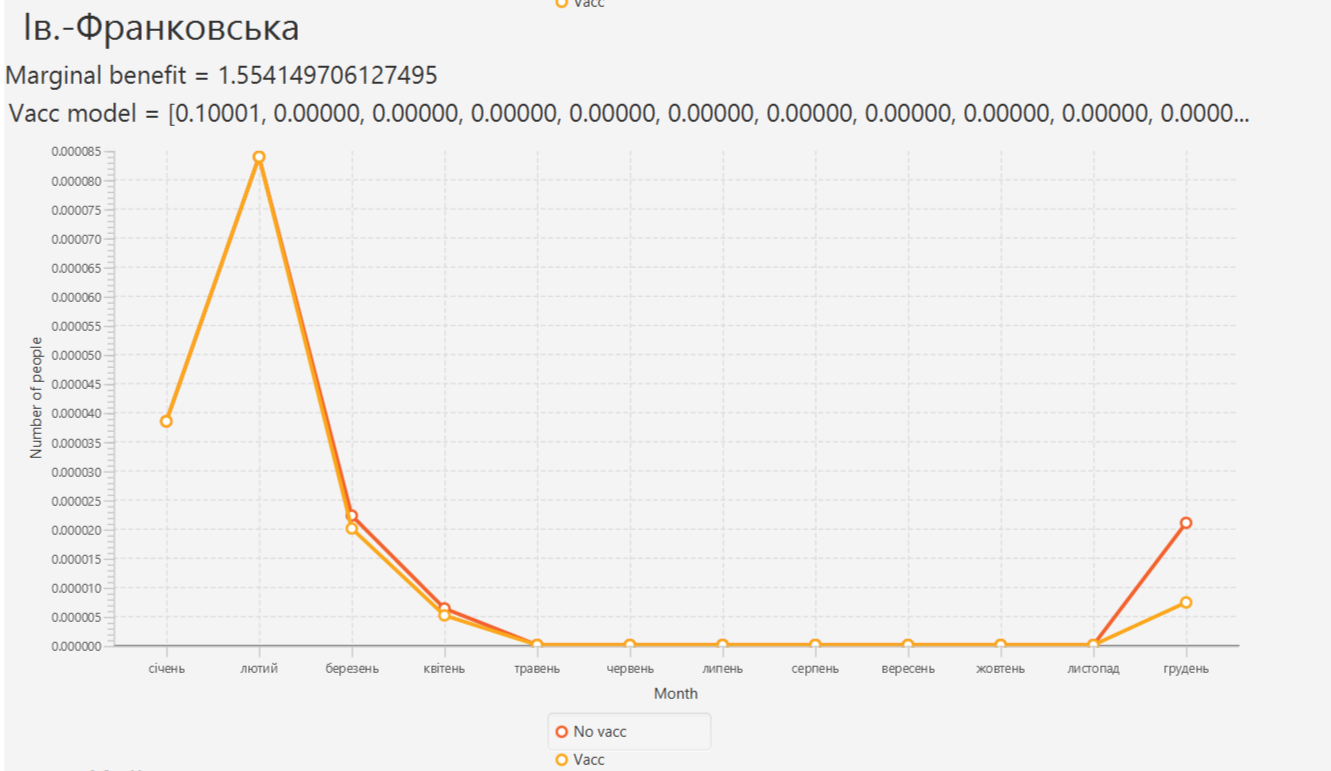 Vacc
Ів.-Франковська
Marginal benefit = 1.554149706127495
Vacc model = [0.10001, 0.00000, 0.00000, 0.00000, 0.00000, 0.00000, 0.00000, 0.00000, 0.00000, 0.00000, 0.0000...
0.000085
0.000080
0.000075
0.000070
0.000065
0.000060
0.000055
0.000050
0.000045
0.000040
0.000035
0.000030
0.000025
0.000020
0.000015
0.000010
0.000005
0.000000
Number of people
січень лютий березень квітень травень червень липень серпень вересень жовтень листопад грудень
Month
No vacc
Vacc